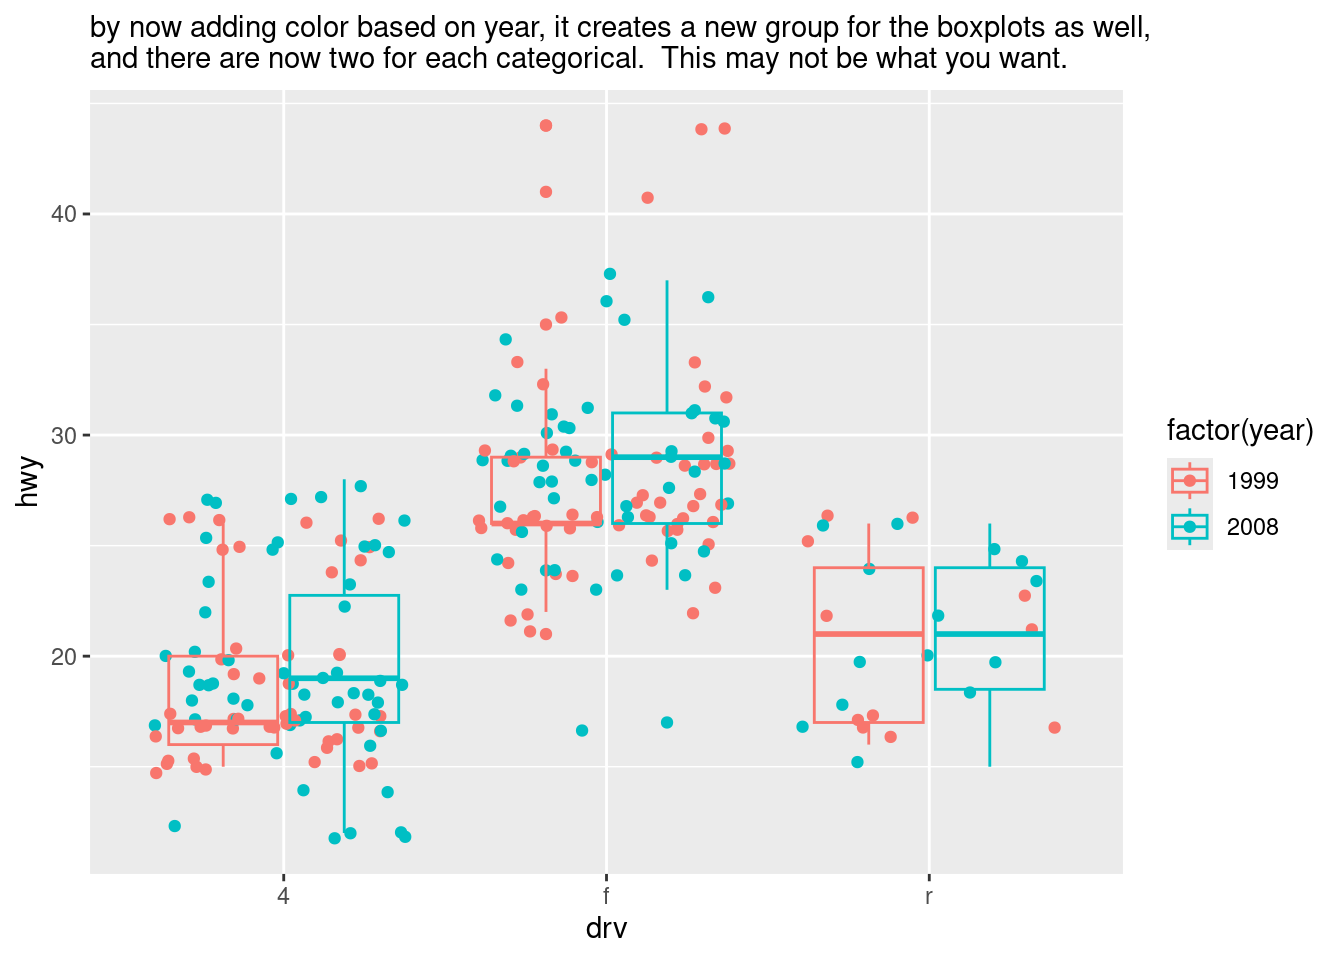 by now adding color based on year, it creates a new group for the boxplots as well,
and there are now two for each categorical.  This may not be what you want.
40
30
20
hwy
4
f
r
drv
factor(year)
1999
2008